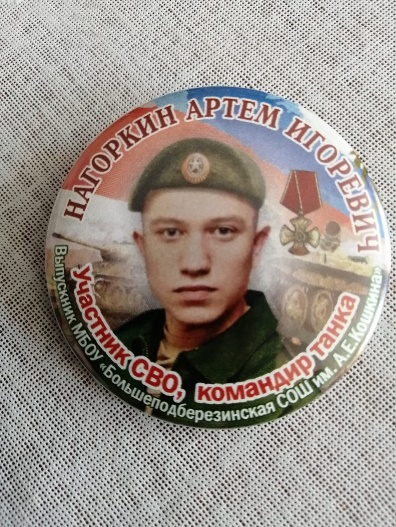 НАГОРКИН АРТЕМ ИГОРЕВИЧ
Участник СВО, командир танка
Выпускник МБОУ «Большеподберезинская СОШ им. А.Е.Кошкина»